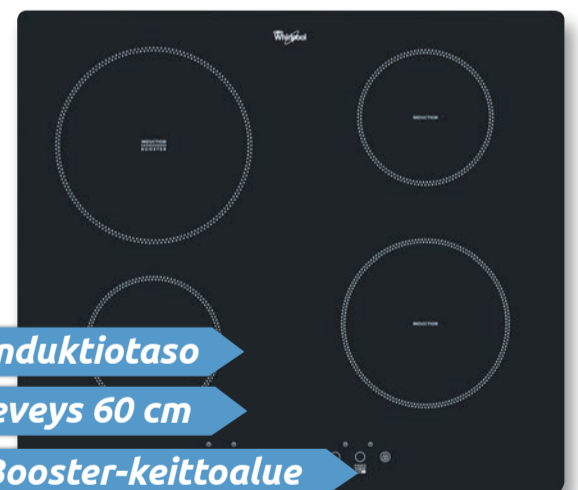 Whirlpool
INDUCTION
BOOSTER
INDUCTION
INDUCTION
nduktiotaso
eveys 60 cm
Booster-keittoalue